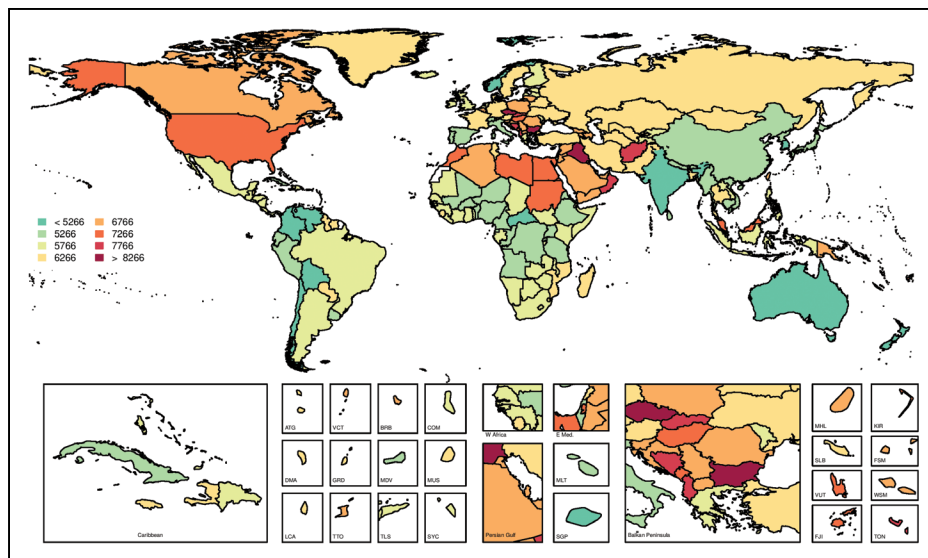 < 5266 6766
5266 7266
5766 7766
6266 > 8266
Caribbean
ATG VCT BRB COM
DMA GRD MDV MUS
LCA TTO TLS SYC
W Africa E Med.
Persian Gulf
MLT
SGP
Balkan Peninsula
MHL KIR
SLB FSM
VUT WSM
FJI TON